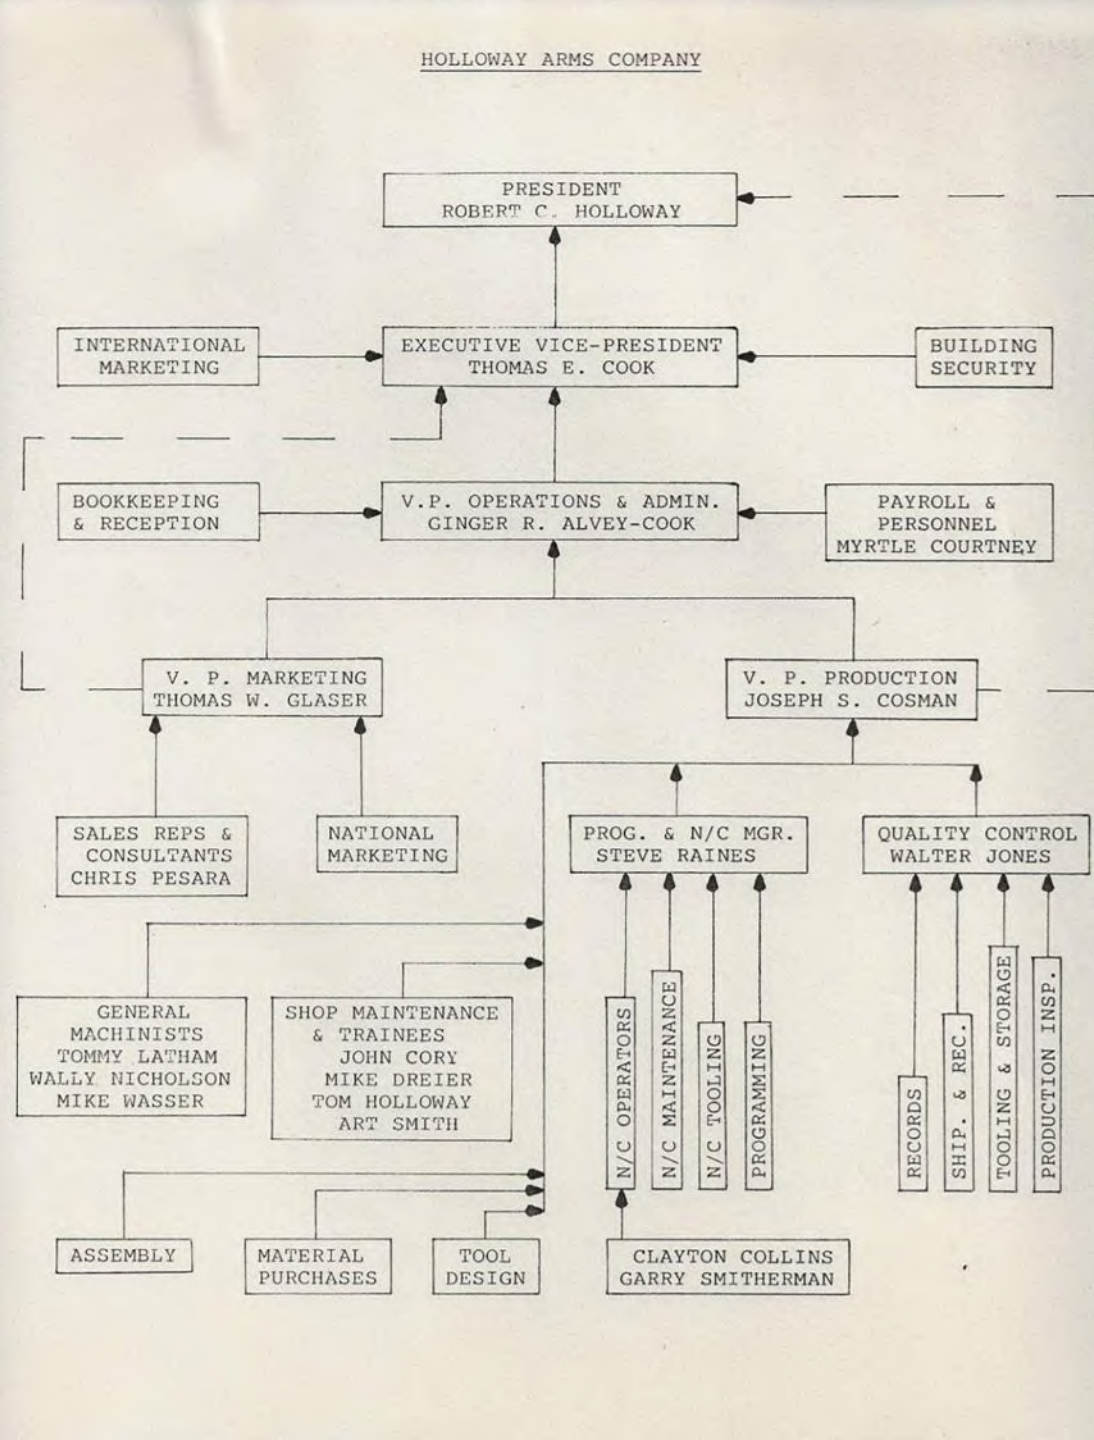 HOLLOWAY ARMS COMPANY
PRESIDENT
ROBERT C. HOLLOWAY
INTERNATIONAL
MARKETING
EXECUTIVE VICE-PRESIDENT
THOMAS E. COOK
BUILDING
SECURITY
BOOKKEEPING
& RECEPTION
V.P. OPERATIONS & ADMIN.
GINGER R. ALVEY-COOK
PAYROLL &
PERSONNEL
MYRTLE COURTNEY
V. P. MARKETING
THOMAS W. GLASER
V. P. PRODUCTION
JOSEPH S. COSMAN
SALES REPS &
CONSULTANTS
CHRIS PESARA
NATIONAL
MARKETING
PROG. & N/C MGR.
STEVE RAINES
QUALITY CONTROL
WALTER JONES
GENERAL
MACHINISTS
TOMMY LATHAM
WALLY NICHOLSON
MIKE WASSER
SHOP MAINTENANCE
& TRAINEES
JOHN CORY
MIKE DREIER
TOM HOLLOWAY
ART SMITH
N/C OPERATORS
N/C MAINTENANCE
N/C TOOLING
PROGRAMMING
RECORDS
SHIP. & REC.
TOOLING & STORAGE
PRODUCTION INSP.
ASSEMBLY
MATERIAL
PURCHASES
TOOL
DESIGN
CLAYTON COLLINS
GARRY SMITHERMAN